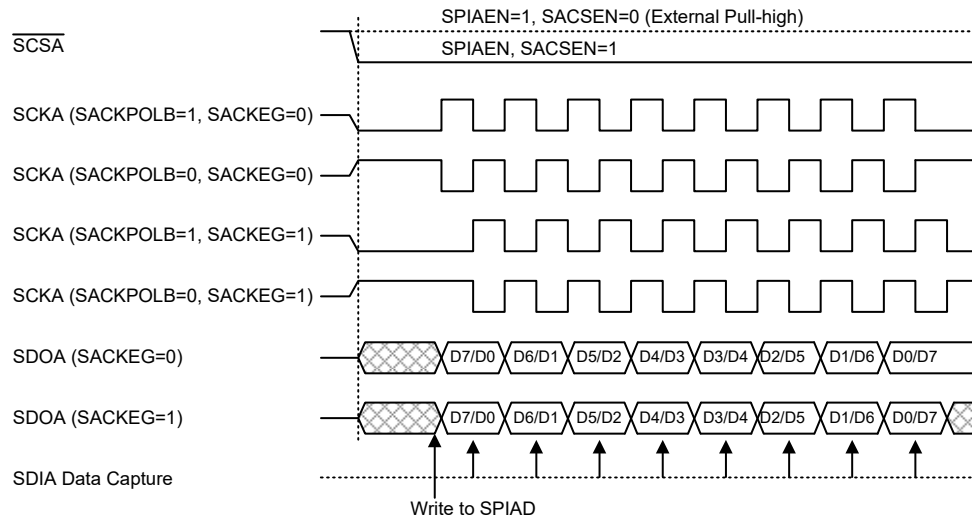 SPIAEN=1, SACSEN=0 (External Pull-high)
SCSA
SPIAEN, SACSEN=1
SCKA (SACKPOLB=1, SACKEG=0)
SCKA (SACKPOLB=0, SACKEG=0)
SCKA (SACKPOLB=1, SACKEG=1)
SCKA (SACKPOLB=0, SACKEG=1)
SDOA (SACKEG=0) D7/D0 D6/D1 D5/D2 D4/D3 D3/D4 D2/D5 D1/D6 D0/D7
SDOA (SACKEG=1) D7/D0 D6/D1 D5/D2 D4/D3 D3/D4 D2/D5 D1/D6 D0/D7
SDIA Data Capture
Write to SPIAD